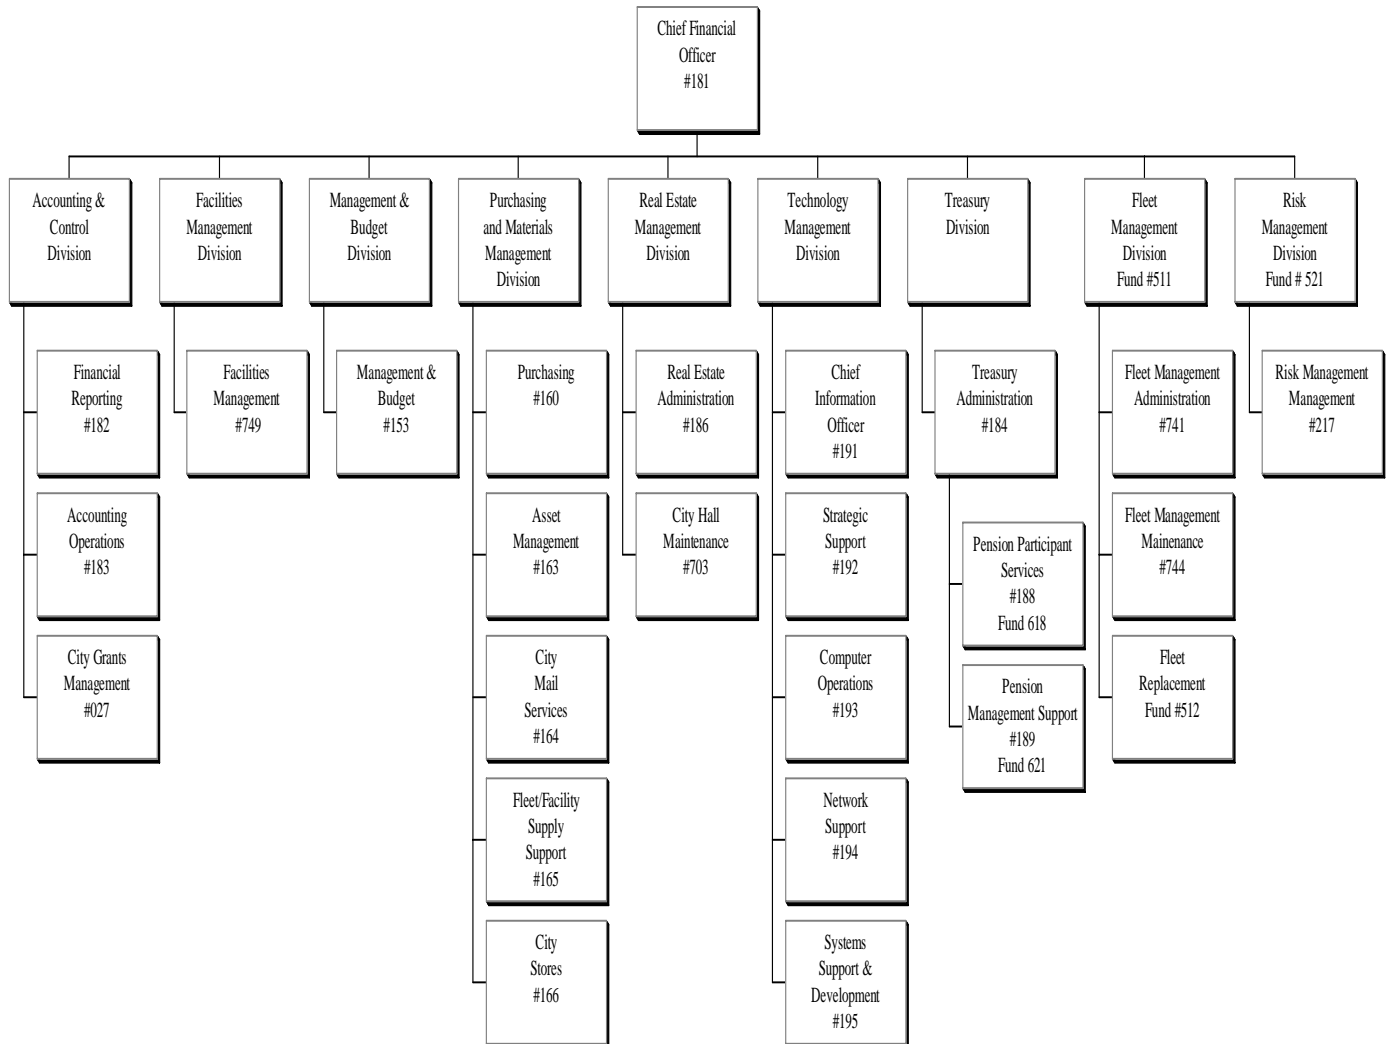 Chief Financial
Officer
#181
Accounting &
Control
Division
Facilities
Management
Division
Management &
Budget
Division
Purchasing
and Materials
Management
Division
Real Estate
Management
Division
Technology
Management
Division
Treasury
Division
Fleet
Management
Division
Fund #511
Risk
Management
Division
Fund # 521
Financial
Reporting
#182
Accounting
Operations
#183
City Grants
Management
#027
Facilities
Management
#749
Management &
Budget
#153
Purchasing
#160
Asset
Management
#163
City
Mail
Services
#164
Fleet/Facility
Supply
Support
#165
City
Stores
#166
Real Estate
Administration
#186
City Hall
Maintenance
#703
Chief
Information
Officer
#191
Strategic
Support
#192
Computer
Operations
#193
Network
Support
#194
Systems
Support &
Development
#195
Treasury
Administration
#184
Pension Participant
Services
#188
Fund 618
Pension
Management Support
#189
Fund 621
Fleet Management
Administration
#741
Fleet Management
Mainenance
#744
Fleet
Replacement
Fund #512
Risk Management
Management
#217